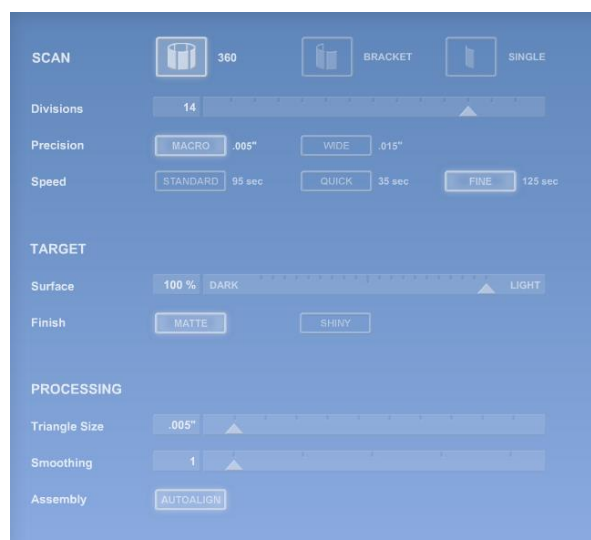 SCAN 360 BRACKET SINGLE
Divisions 14
Precision MACRO .005" WIDE .015"
Speed STANDARD 95 sec QUICK 35 sec FINE 125 sec
TARGET
Surface 100 % DARK LIGHT
Finish MATTE SHINY
PROCESSING
Triangle Size .005"
Smoothing 1
Assembly AUTOALIGN